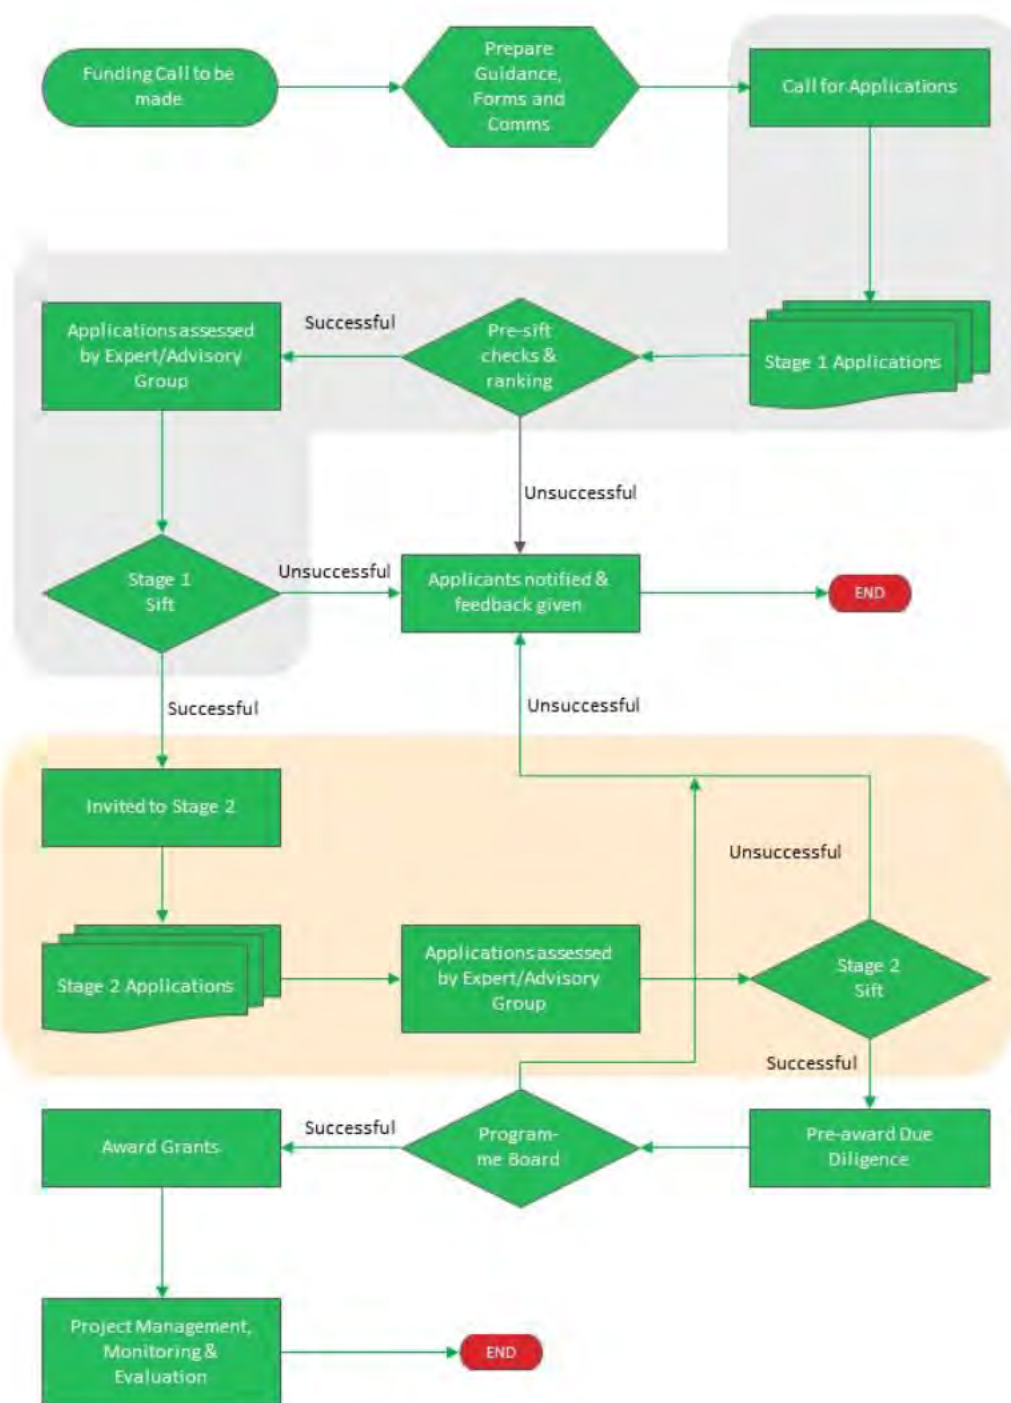 Funding Call to be
made
Prepare
Guidance,
Forms and
Comms
Call for Applications
Applications assessed
by Expert/Advisory
Group
Successful
Pre-sift
checks &
ranking
Stage 1 Applications
Unsuccessful
Stage 1
Sift
Unsuccessful
Applicants notified &
feedback given
END
Successful
Unsuccessful
Invited to Stage 2
Unsuccessful
Stage 2 Applications
Applications assessed
by Expert/Advisory
Group
Stage 2
Sift
Successful
Award Grants
Successful
Program-
me Board
Pre-award Due
Diligence
Project Management,
Monitoring &
Evaluation
END